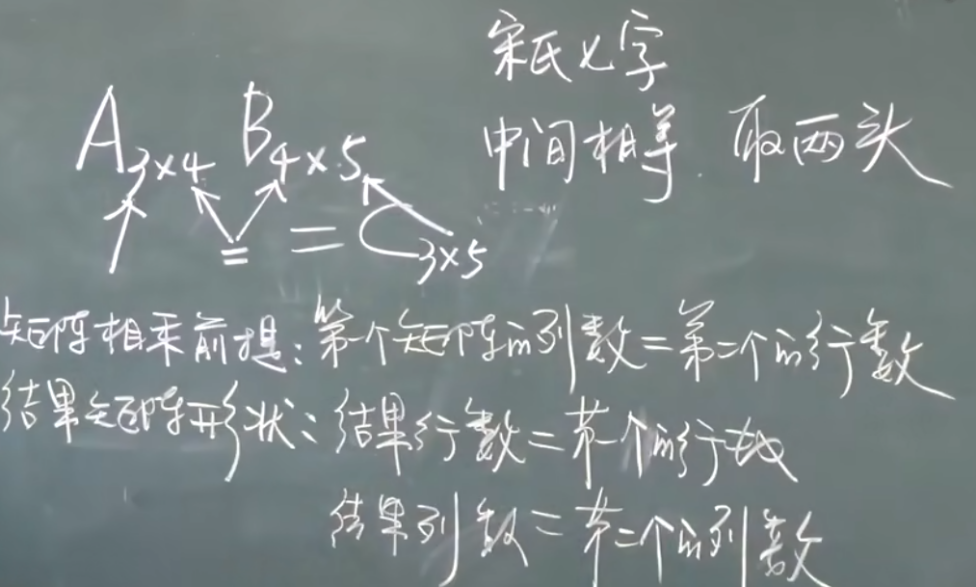 宋氏七字
中间相等. 取两头
A₃×₄ B₄×₅ = C₃×₅
=
矩阵相乘前提:第一个矩阵的列数=第二个的行数
结果矩阵形状:结果行数=第一个的行数
结果列数=第二个的列数